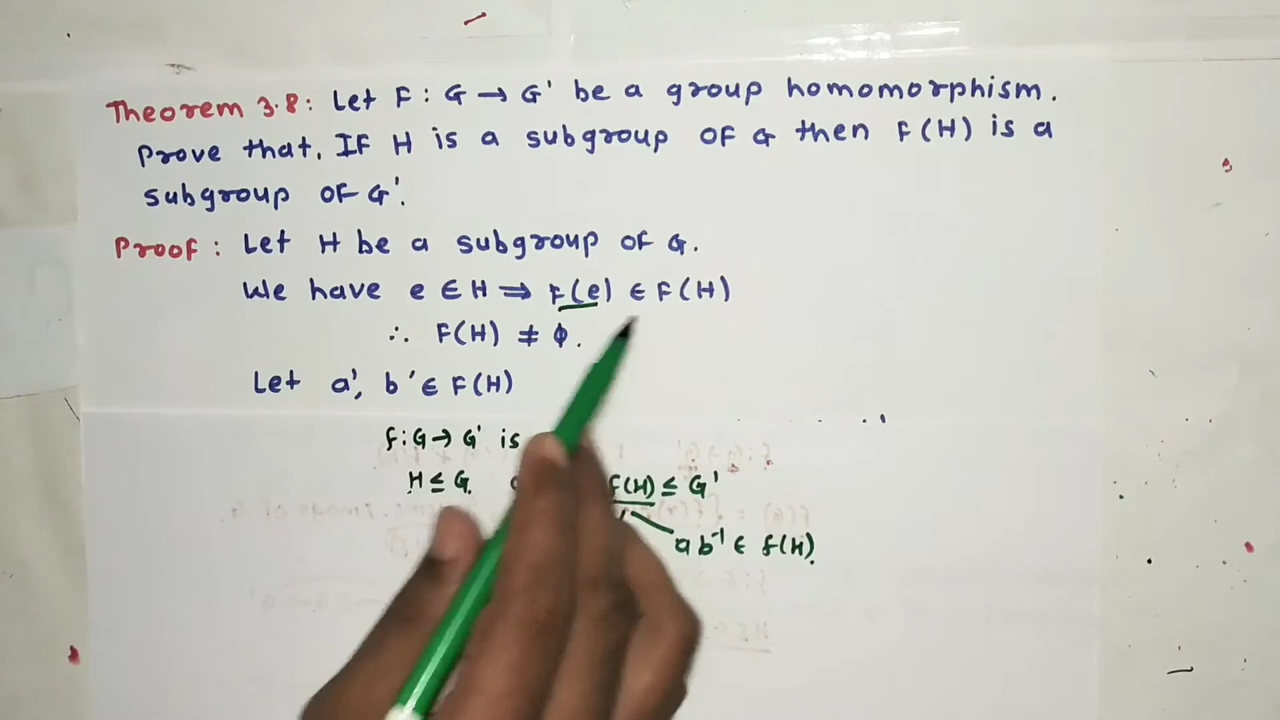 Theorem 3.8: Let F : G → G' be a group homomorphism.
Prove that, IF H is a subgroup OF G then F(H) is a
subgroup OF G'.
Proof : Let H be a subgroup OF G.
We have e ∈ H ⇒ F(e) ∈ F(H)
∴ F(H) ≠ ϕ.
Let a', b' ∈ F(H)
f : G → G' is
H ≤ G f(H) ≤ G'
a b⁻¹ ∈ f(H).